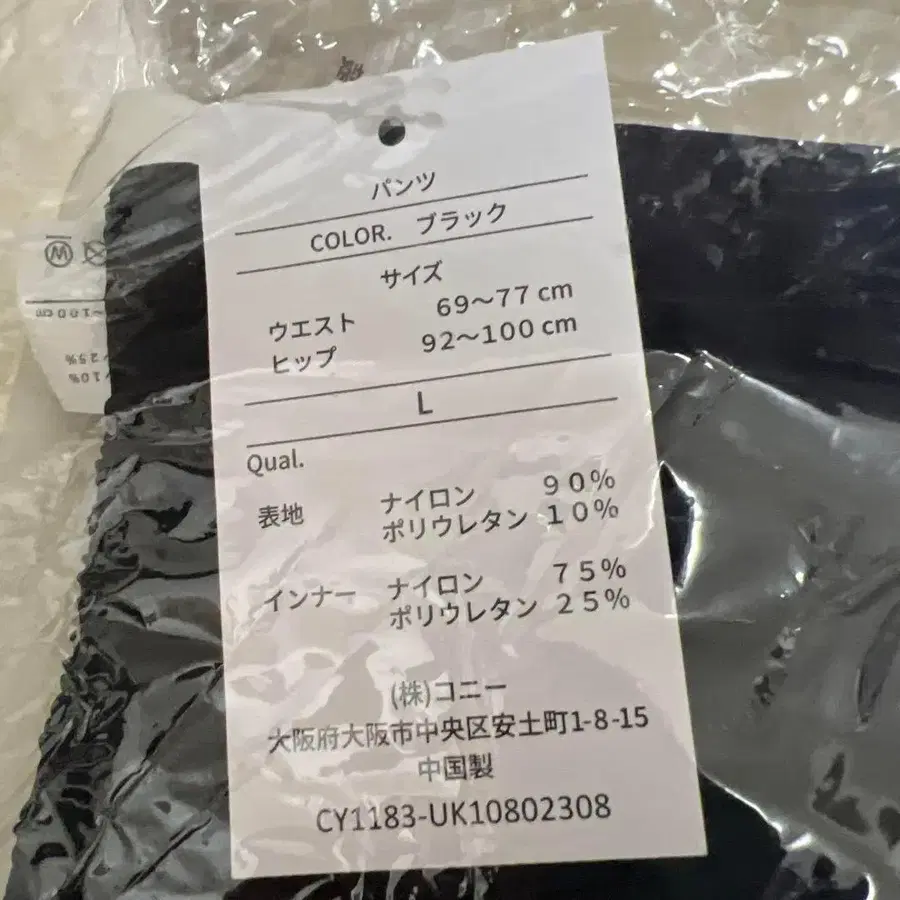 パンツ
COLOR. ブラック
サイズ
ウエスト 69〜77 cm
ヒップ 92〜100 cm
L
Qual.
表地 ナイロン 90%
ポリウレタン 10%
インナー ナイロン 75%
ポリウレタン 25%
(株)コニー
大阪府大阪市中央区安土町1-8-15
中国製
CY1183-UK10802308
W
100 cm
25%
10%